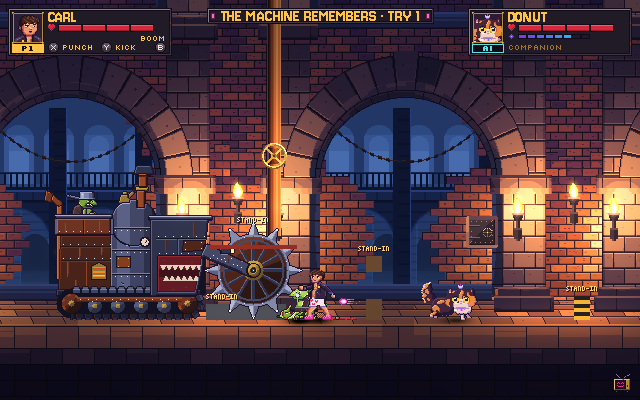 CARL
BOOM
P1 X PUNCH Y KICK B
THE MACHINE REMEMBERS · TRY 1
DONUT
AI COMPANION
STAND-IN
STAND-IN
STAND-IN
STAND-IN